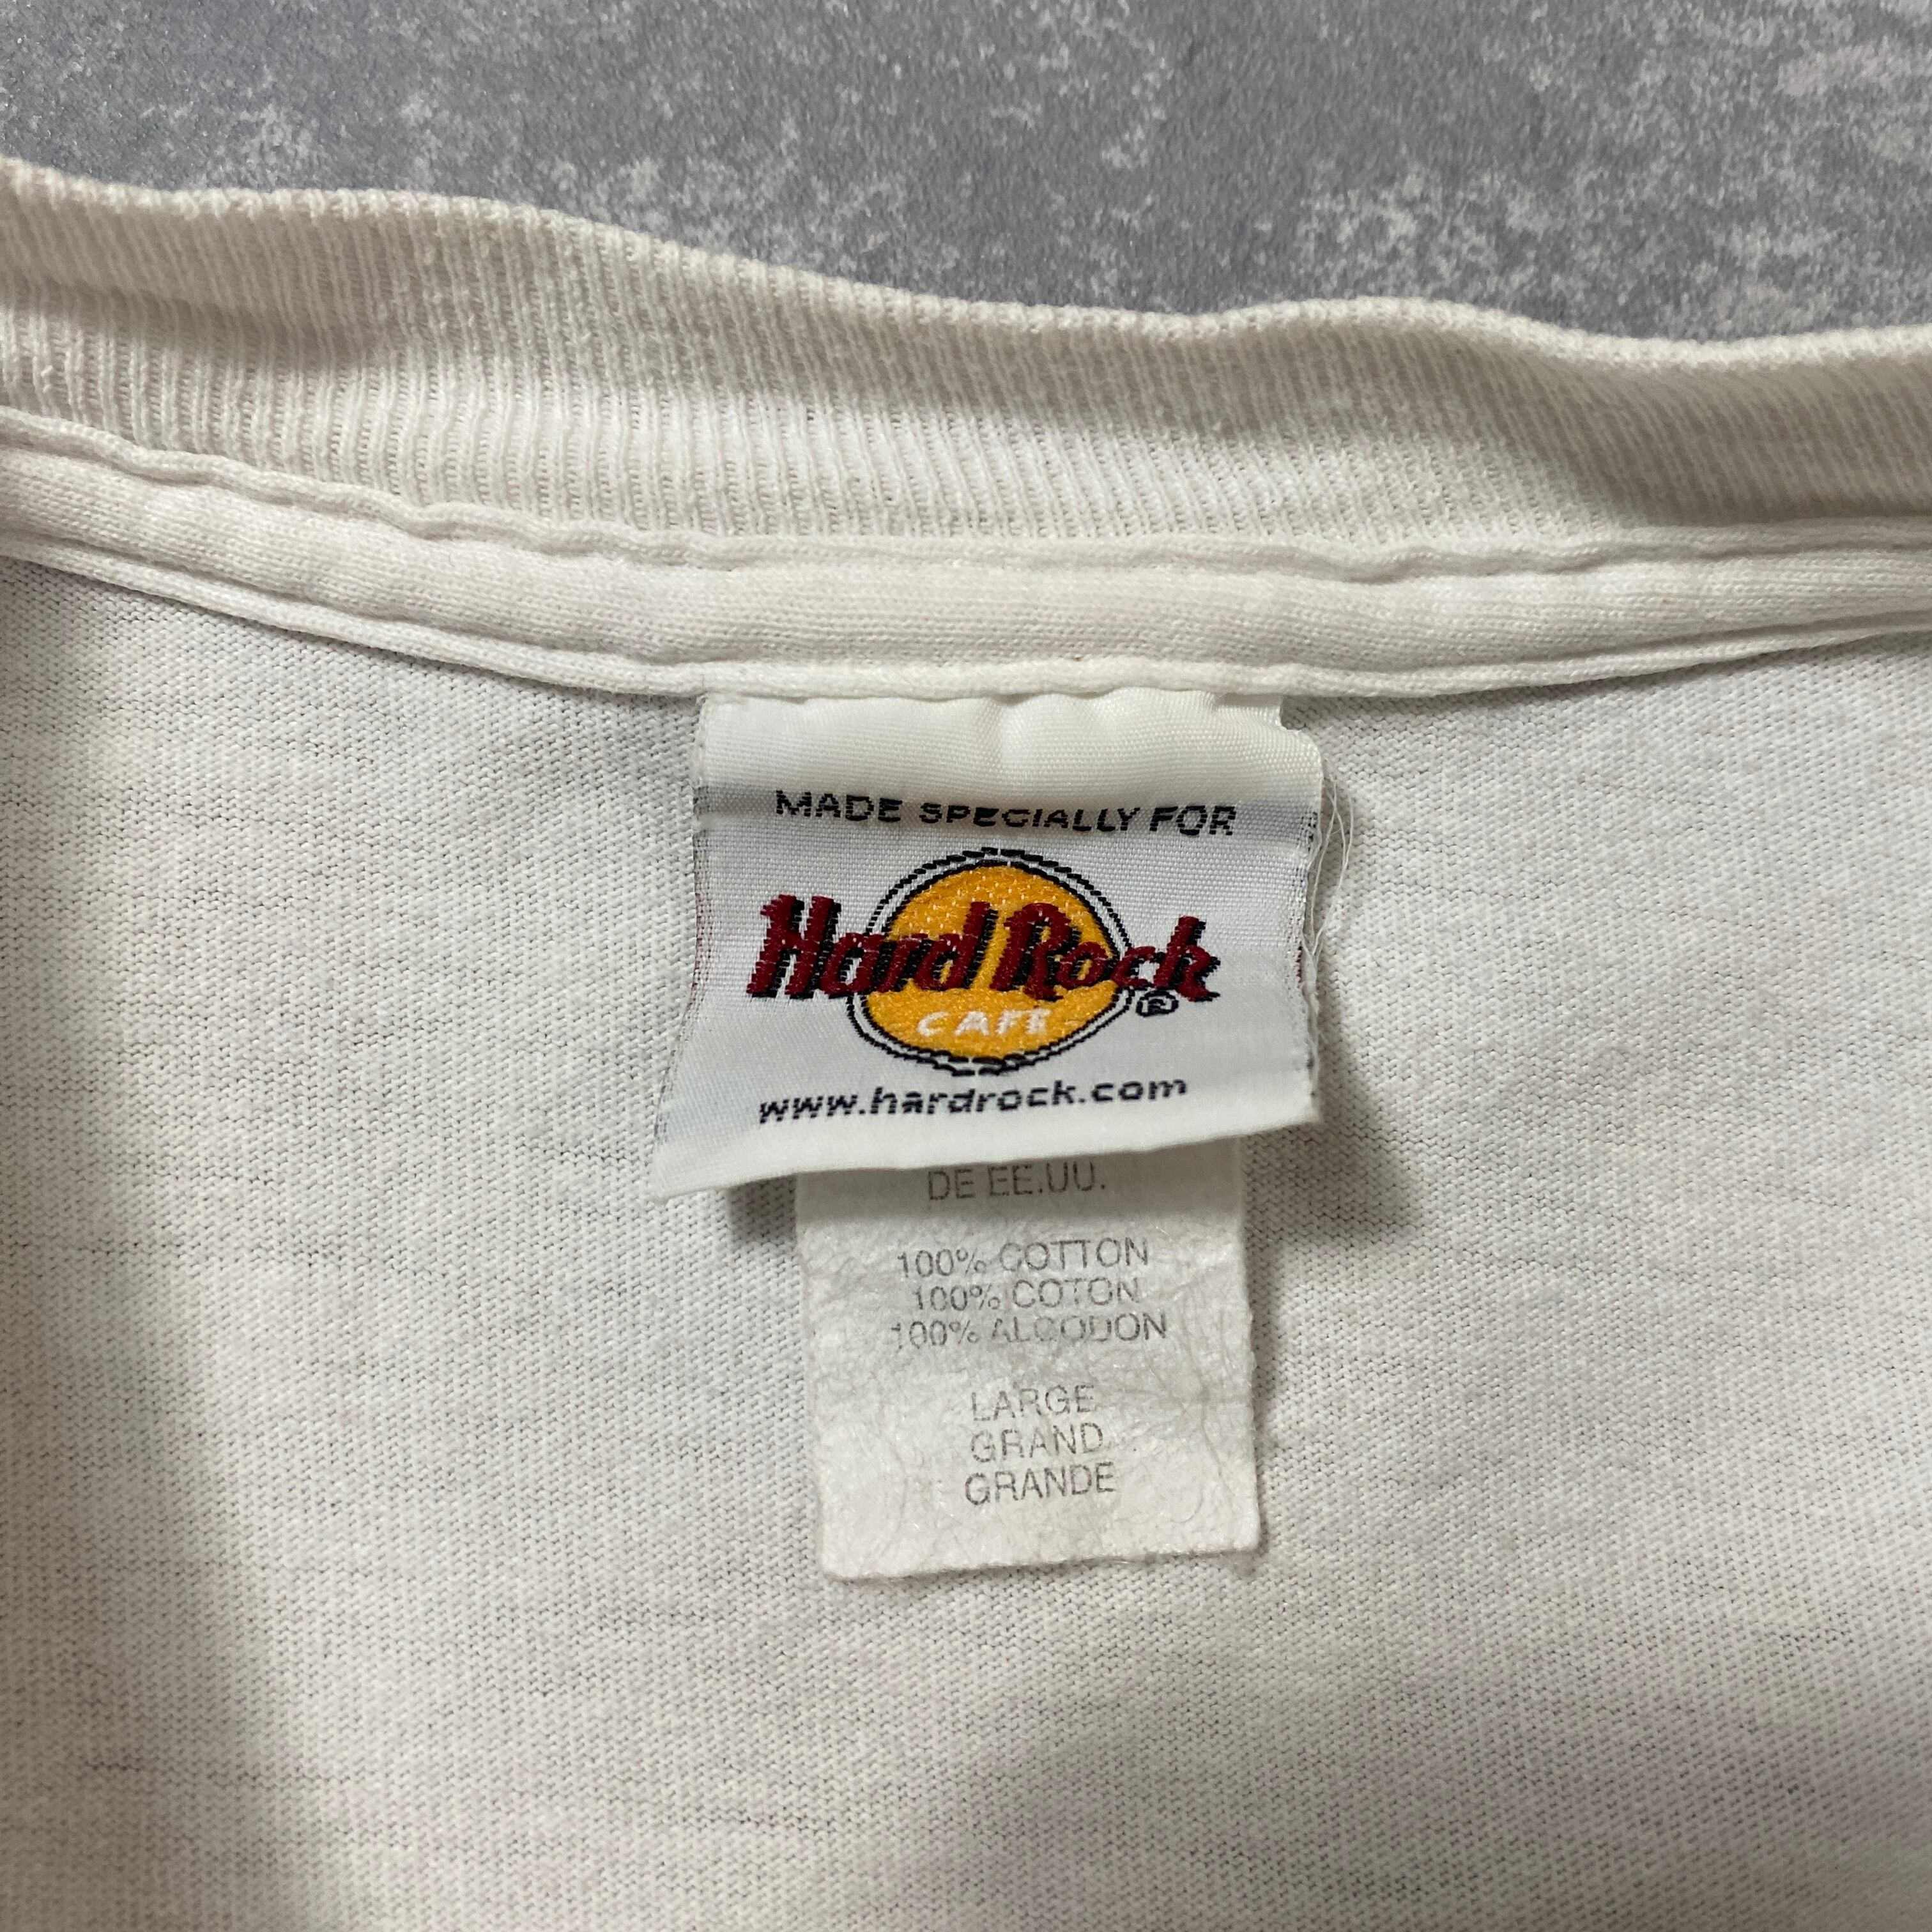 MADE SPECIALLY FOR
Hard Rock
®
CAFE
www.hardrock.com
DE EE.UU.
100% COTTON
100% COTON
100% ALGODON
LARGE
GRAND
GRANDE